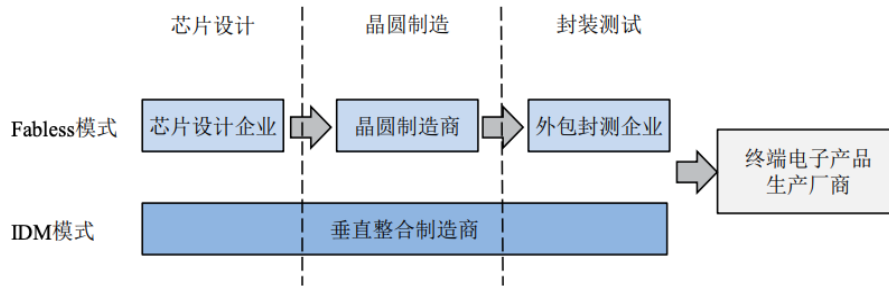 芯片设计
晶圆制造
封装测试
Fabless模式
芯片设计企业
晶圆制造商
外包封测企业
终端电子产品
生产厂商
IDM模式
垂直整合制造商